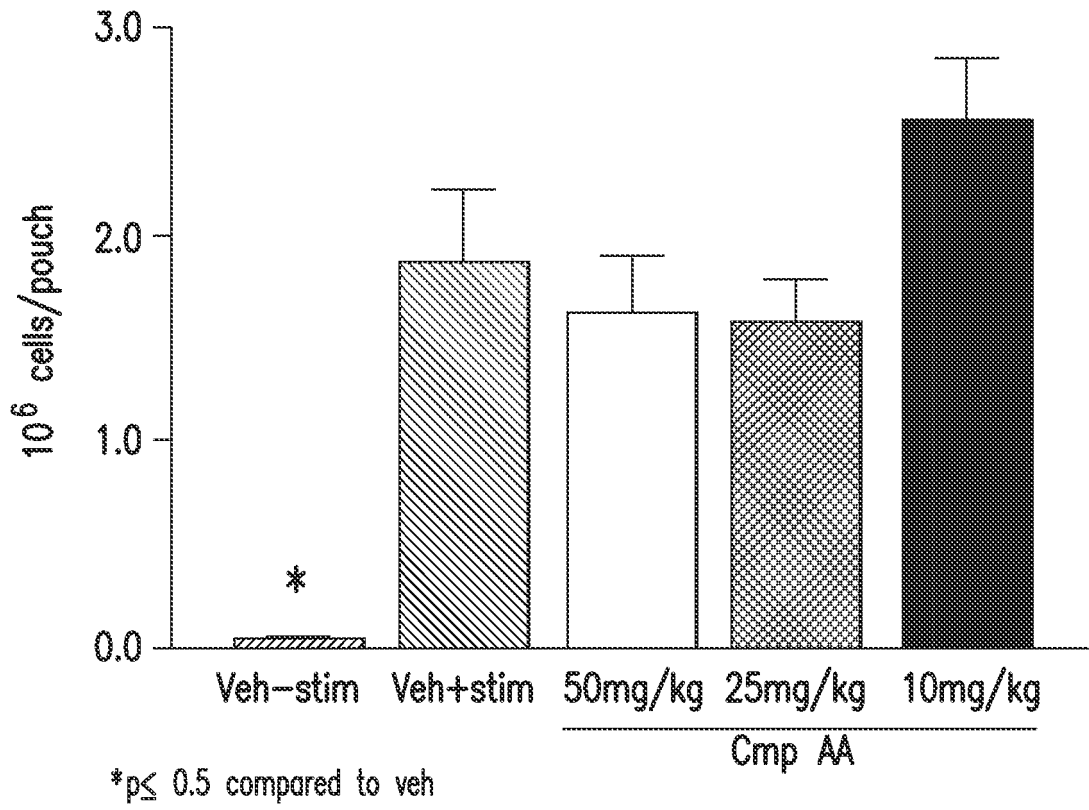 3.0
2.0
1.0
0.0
10⁶ cells/pouch
*
Veh-stim Veh+stim 50mg/kg 25mg/kg 10mg/kg
Cmp AA
*p≤ 0.5 compared to veh